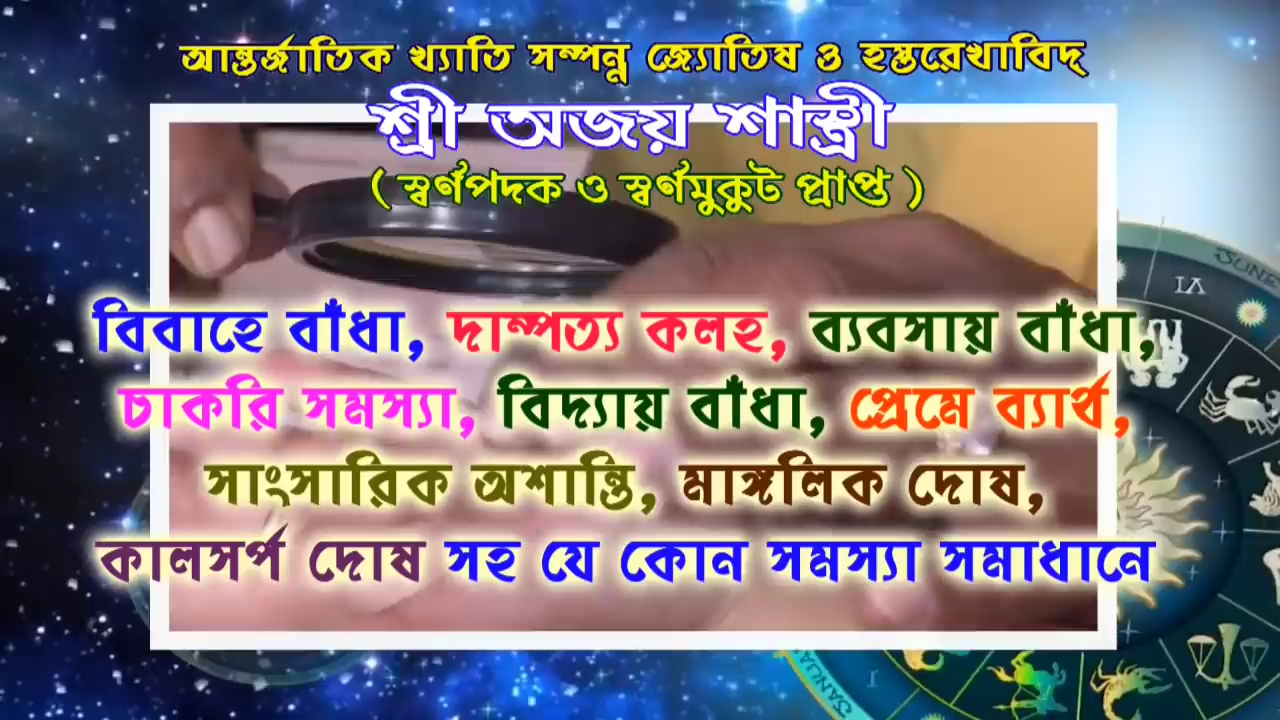 আন্তর্জাতিক খ্যাতি সম্পন্ন জ্যোতিষ ও হস্তরেখাবিদ্
শ্রী অজয় শাস্ত্রী
( স্বর্ণপদক ও স্বর্ণমুকুট প্রাপ্ত )
বিবাহে বাঁধা, দাম্পত্য কলহ, ব্যবসায় বাঁধা,
চাকরি সমস্যা, বিদ্যায় বাঁধা, প্রেমে ব্যার্থ,
সাংসারিক অশান্তি, মাঙ্গলিক দোষ,
কালসর্প দোষ সহ যে কোন সমস্যা সমাধানে
VI
I